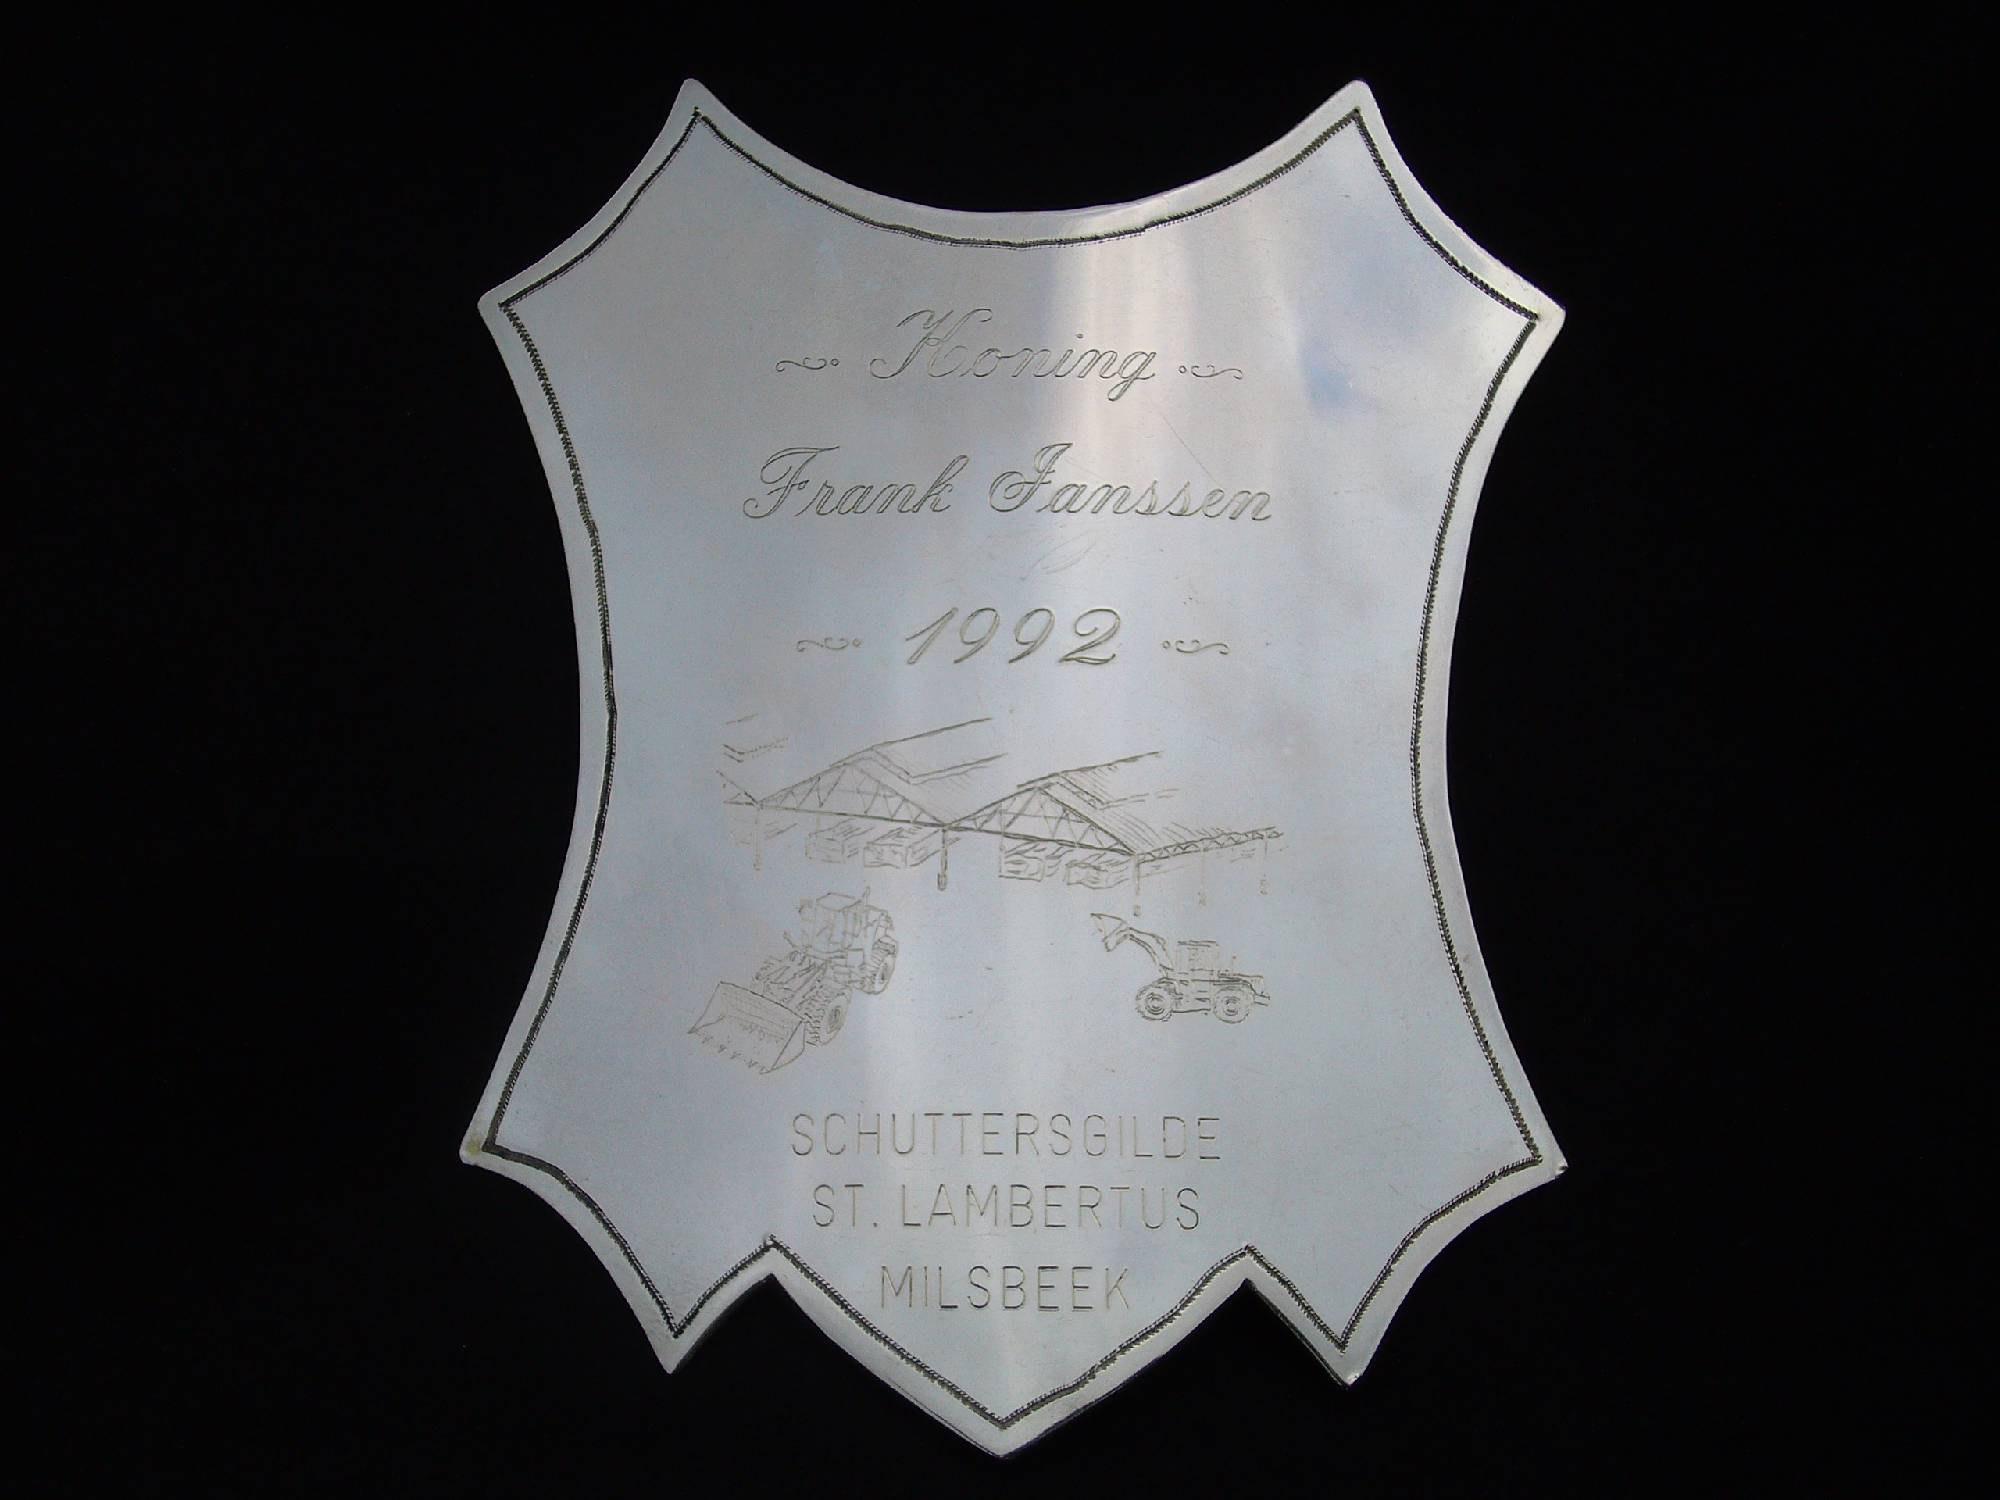 Koning
Frank Janssen
1992
SCHUTTERSGILDE
ST. LAMBERTUS
MILSBEEK